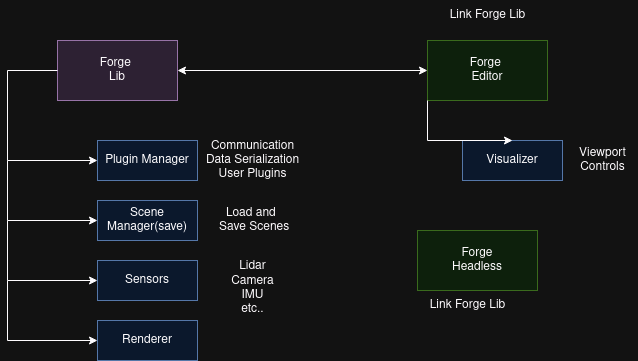 Link Forge Lib
Forge
Lib
Forge
Editor
Plugin Manager
Communication
Data Serialization
User Plugins
Visualizer
Viewport
Controls
Scene
Manager(save)
Load and
Save Scenes
Forge
Headless
Link Forge Lib
Sensors
Lidar
Camera
IMU
etc..
Renderer